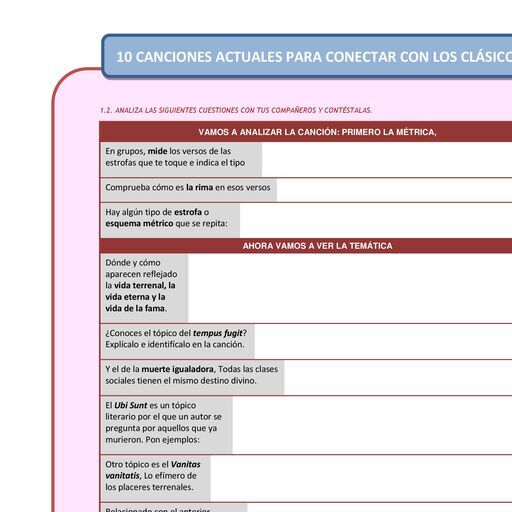 10 CANCIONES ACTUALES PARA CONECTAR CON LOS CLÁSICO
1.2. ANALIZA LAS SIGUIENTES CUESTIONES CON TUS COMPAÑEROS Y CONTÉSTALAS.
VAMOS A ANALIZAR LA CANCIÓN: PRIMERO LA MÉTRICA,
En grupos, mide los versos de las
estrofas que te toque e indica el tipo
Comprueba cómo es la rima en esos versos
Hay algún tipo de estrofa o
esquema métrico que se repita:
AHORA VAMOS A VER LA TEMÁTICA
Dónde y cómo
aparecen reflejado
la vida terrenal, la
vida eterna y la
vida de la fama.
¿Conoces el tópico del tempus fugit?
Explícalo e identifícalo en la canción.
Y el de la muerte igualadora, Todas las clases
sociales tienen el mismo destino divino.
El Ubi Sunt es un tópico
literario por el que un autor se
pregunta por aquellos que ya
murieron. Pon ejemplos:
Otro tópico es el Vanitas
vanitatis, Lo efímero de
los placeres terrenales.
Relacionado con el anterior